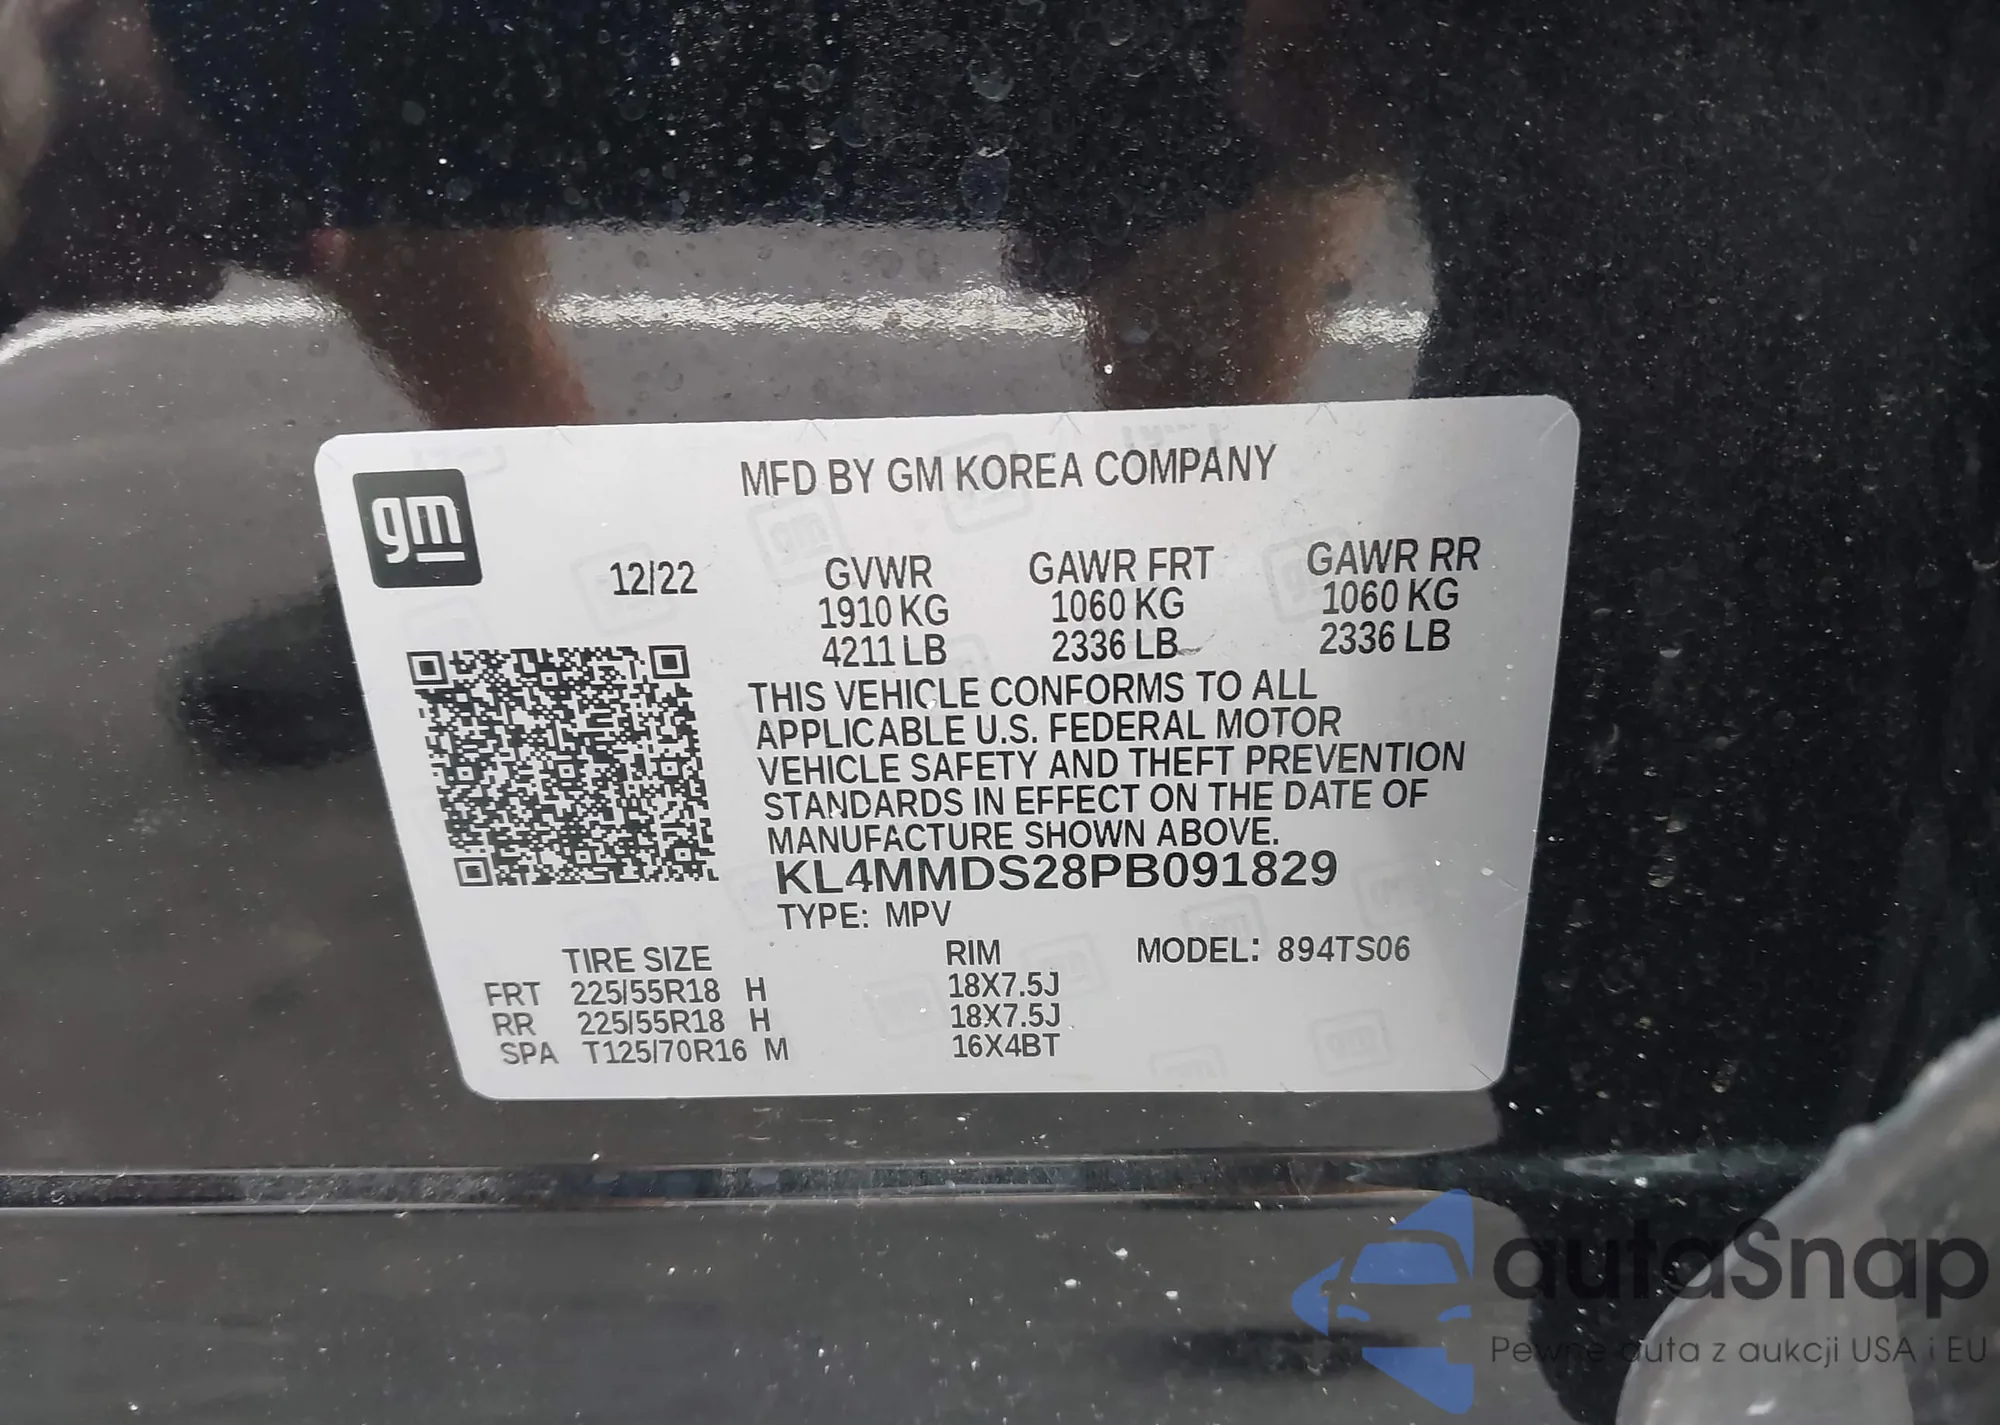 MFD BY GM KOREA COMPANY
gm
12/22 GVWR GAWR FRT GAWR RR
1910 KG 1060 KG 1060 KG
4211 LB 2336 LB 2336 LB
THIS VEHICLE CONFORMS TO ALL
APPLICABLE U.S. FEDERAL MOTOR
VEHICLE SAFETY AND THEFT PREVENTION
STANDARDS IN EFFECT ON THE DATE OF
MANUFACTURE SHOWN ABOVE.
KL4MMDS28PB091829
TYPE: MPV
TIRE SIZE RIM MODEL: 894TS06
FRT 225/55R18 H 18X7.5J
RR 225/55R18 H 18X7.5J
SPA T125/70R16 M 16X4BT
autaSnap
Pewne auta z aukcji USA i EU